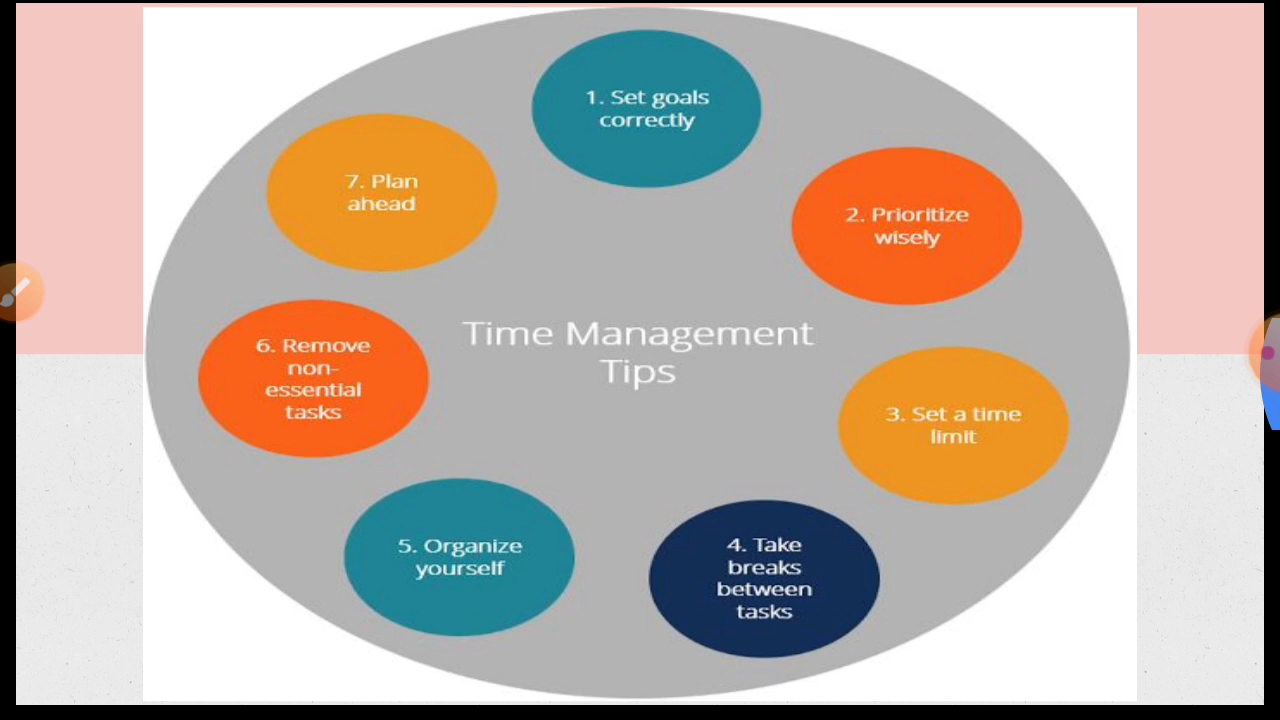 1. Set goals
correctly
2. Prioritize
wisely
3. Set a time
limit
4. Take
breaks
between
tasks
5. Organize
yourself
6. Remove
non-
essential
tasks
7. Plan
ahead
Time Management
Tips